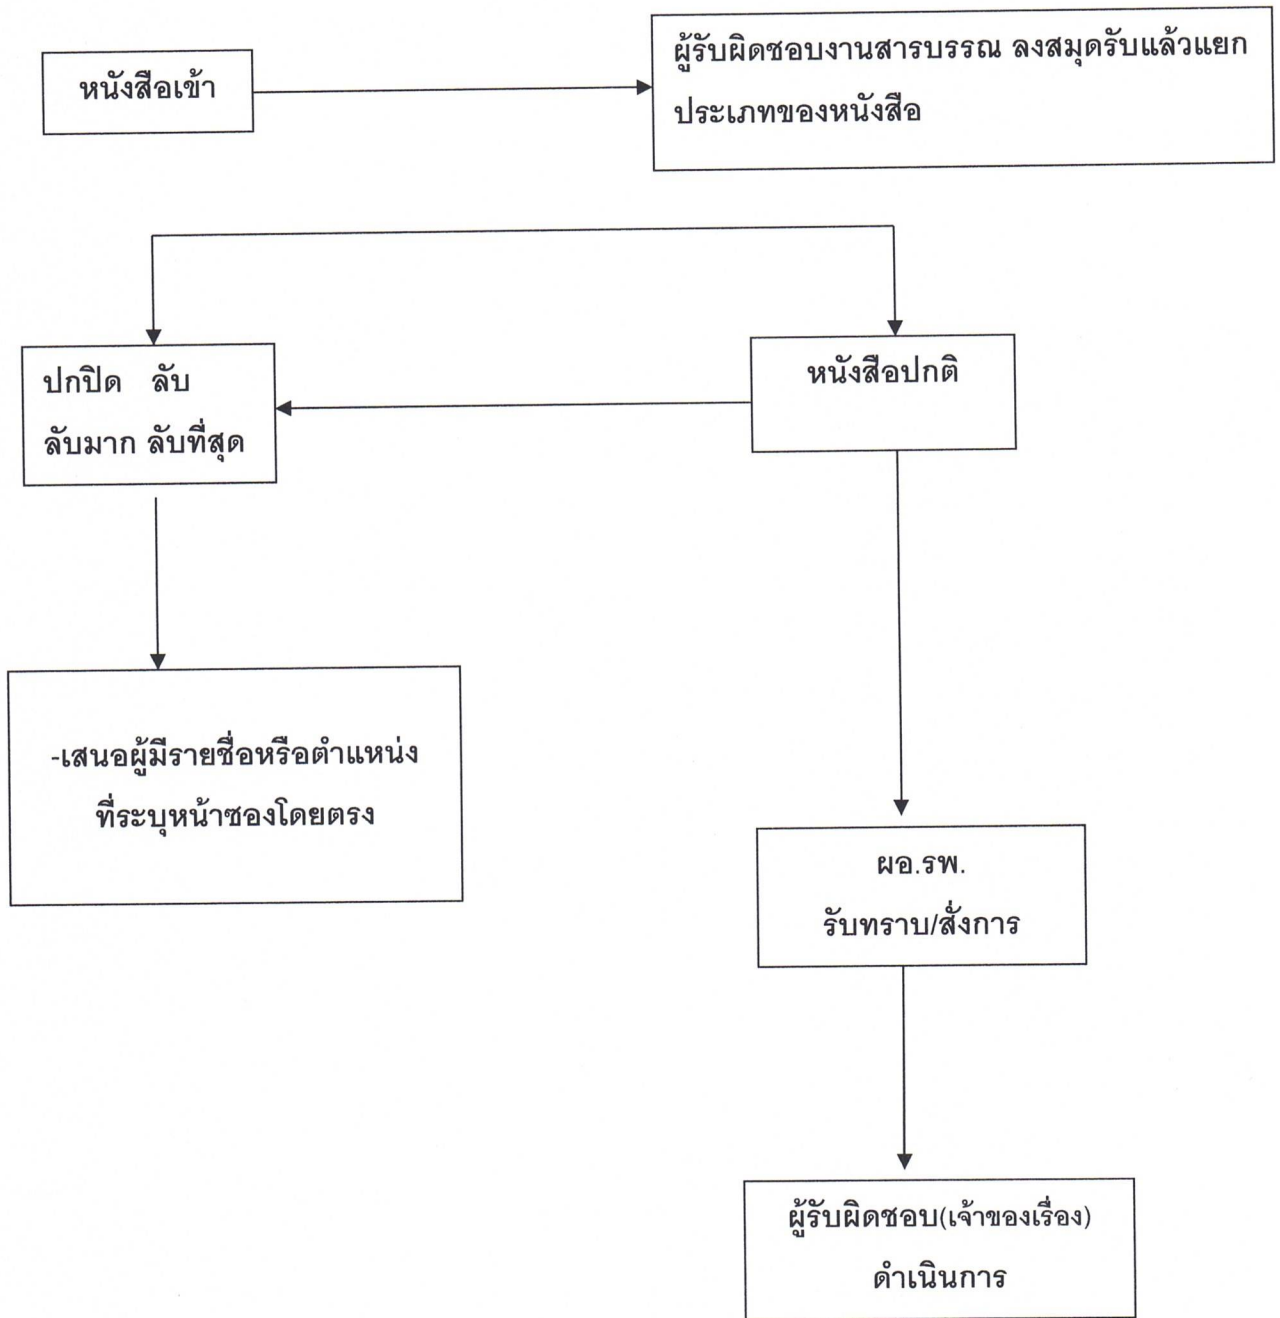 หนังสือเข้า
ผู้รับผิดชอบงานสารบรรณ ลงสมุดรับแล้วแยก
ประเภทของหนังสือ
ปกปิด ลับ
ลับมาก ลับที่สุด
หนังสือปกติ
-เสนอผู้มีรายชื่อหรือตำแหน่ง
ที่ระบุหน้าซองโดยตรง
ผอ.รพ.
รับทราบ/สั่งการ
ผู้รับผิดชอบ(เจ้าของเรื่อง)
ดำเนินการ